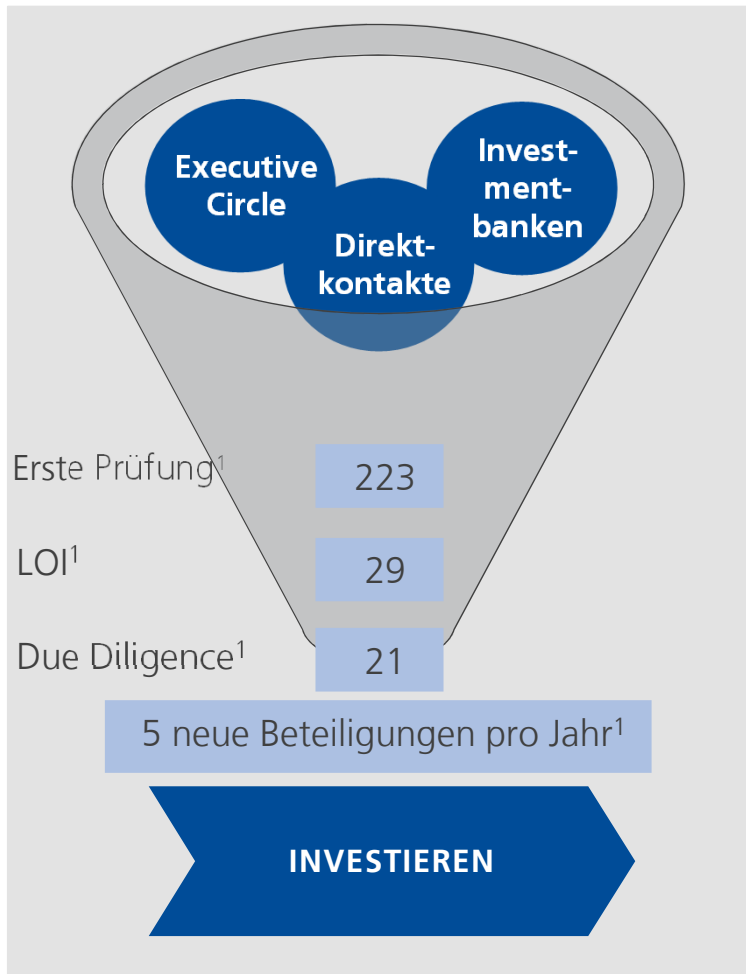 Executive
Circle
Invest-
ment-
banken
Direkt-
kontakte
Erste Prüfung¹
223
LOI¹
29
Due Diligence¹
21
5 neue Beteiligungen pro Jahr¹
INVESTIEREN